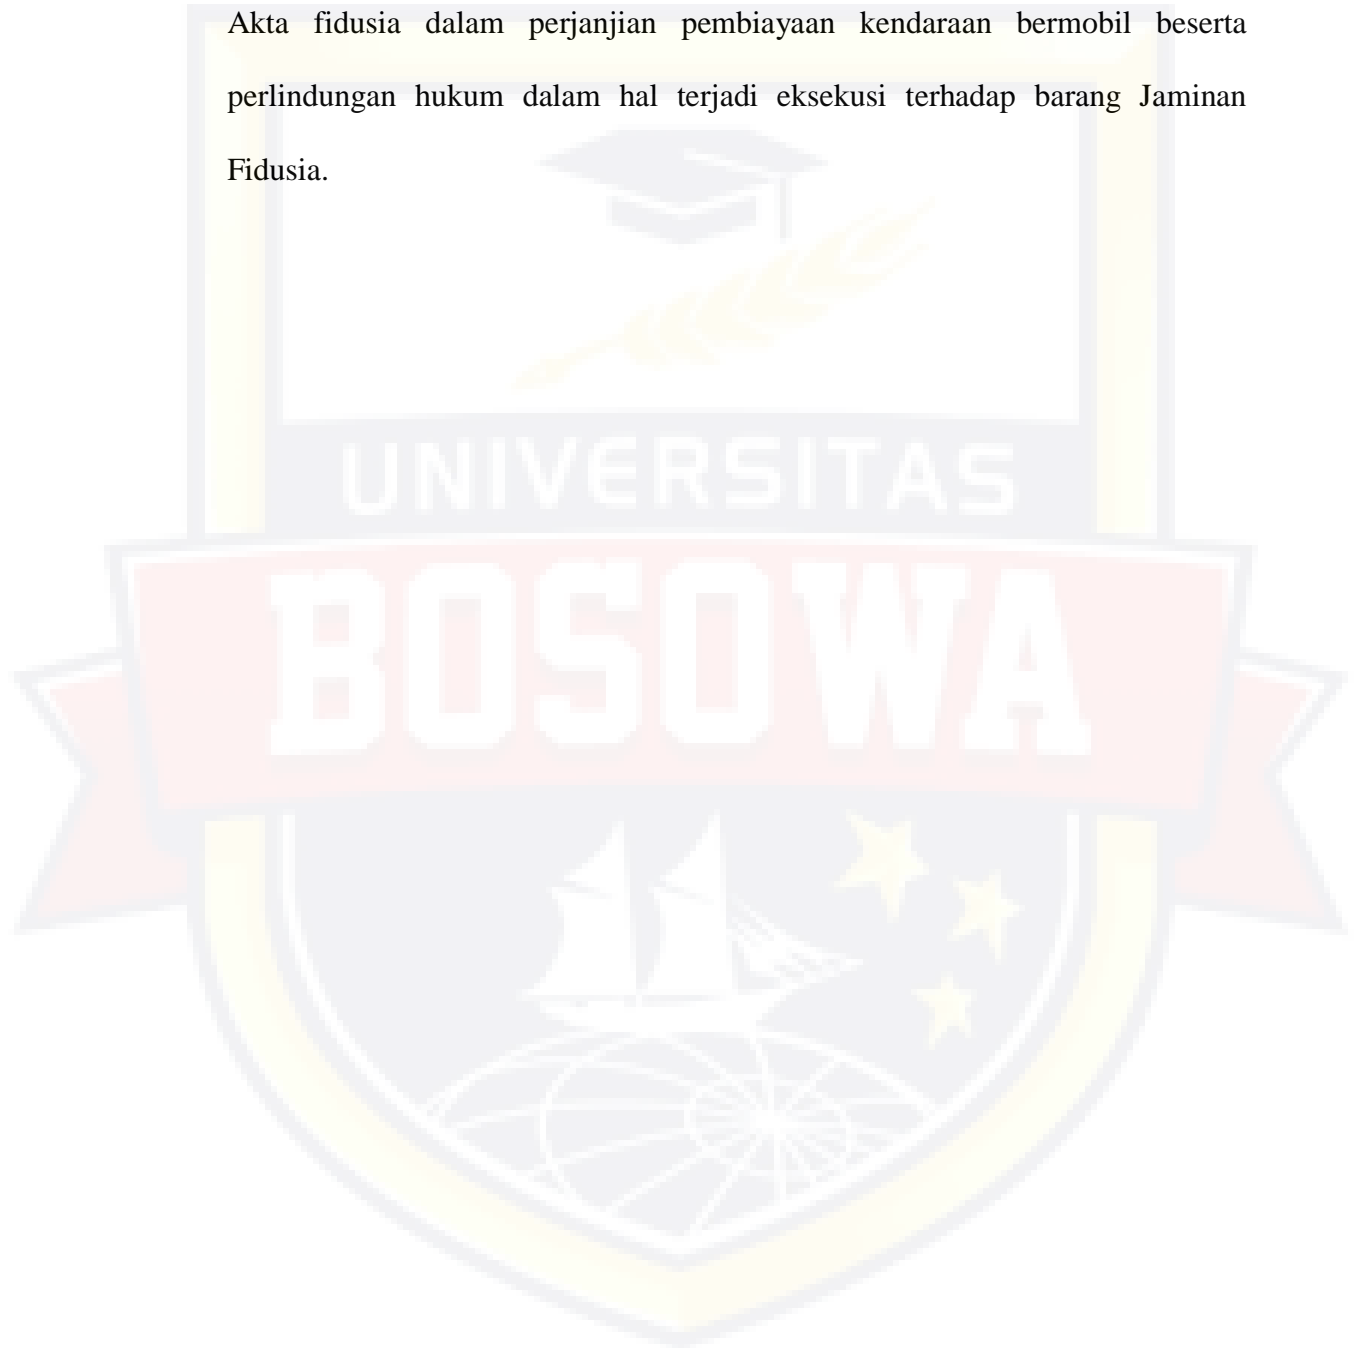 Akta fidusia dalam perjanjian pembiayaan kendaraan bermobil beserta
perlindungan hukum dalam hal terjadi eksekusi terhadap barang Jaminan
Fidusia.
UNIVERSITAS
BOSOWA